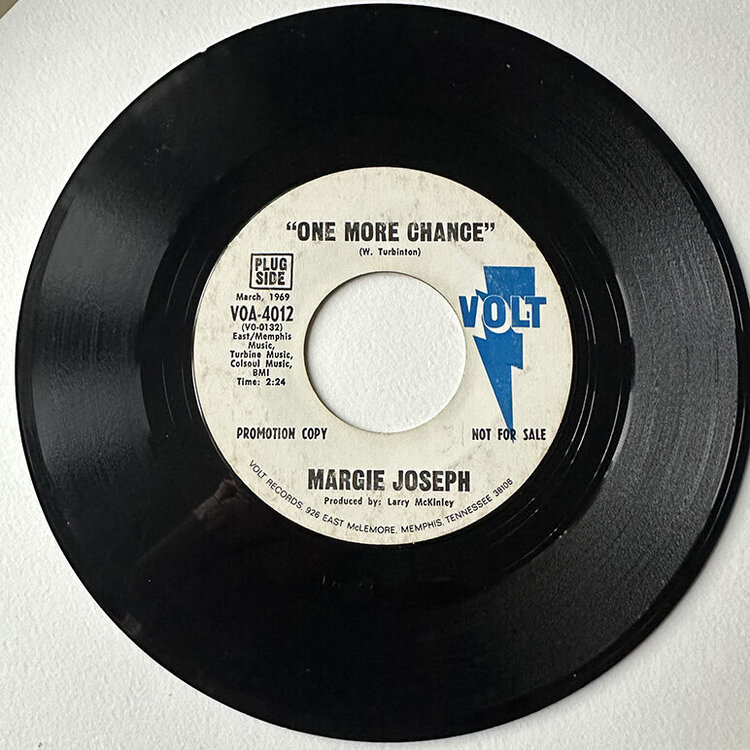 "ONE MORE CHANCE"
(W. Turbinton)
PLUG
SIDE
March, 1969
VOA-4012
(VO-0132)
East/Memphis
Music,
Turbine Music,
Colsoul Music,
BMI
Time: 2:24
VOLT
PROMOTION COPY
NOT FOR SALE
MARGIE JOSEPH
Produced by: Larry McKinley
VOLT RECORDS, 926 EAST McLEMORE, MEMPHIS, TENNESSEE 38106